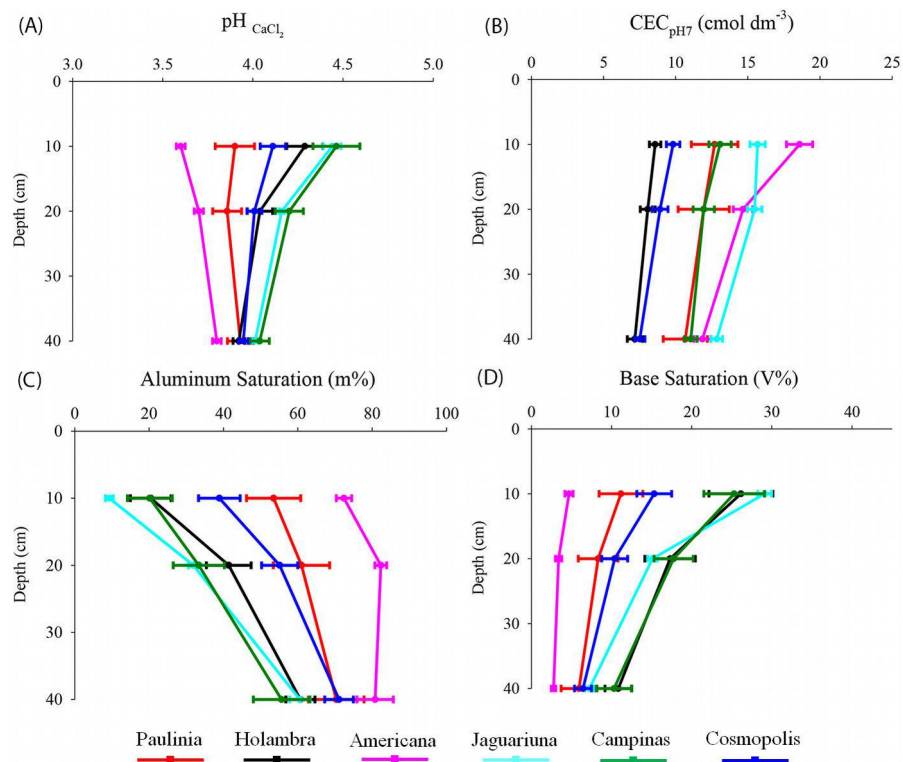 (A) pH CaCl2
3.0 3.5 4.0 4.5 5.0
0
10
20
30
40
Depth (cm)
(B) CECpH7 (cmol dm-3)
0 5 10 15 20 25
0
10
20
30
40
Depth (cm)
(C) Aluminum Saturation (m%)
0 20 40 60 80 100
0
10
20
30
40
Depth (cm)
(D) Base Saturation (V%)
0 10 20 30 40
0
10
20
30
40
Depth (cm)
Paulinia Holambra Americana Jaguariuna Campinas Cosmopolis